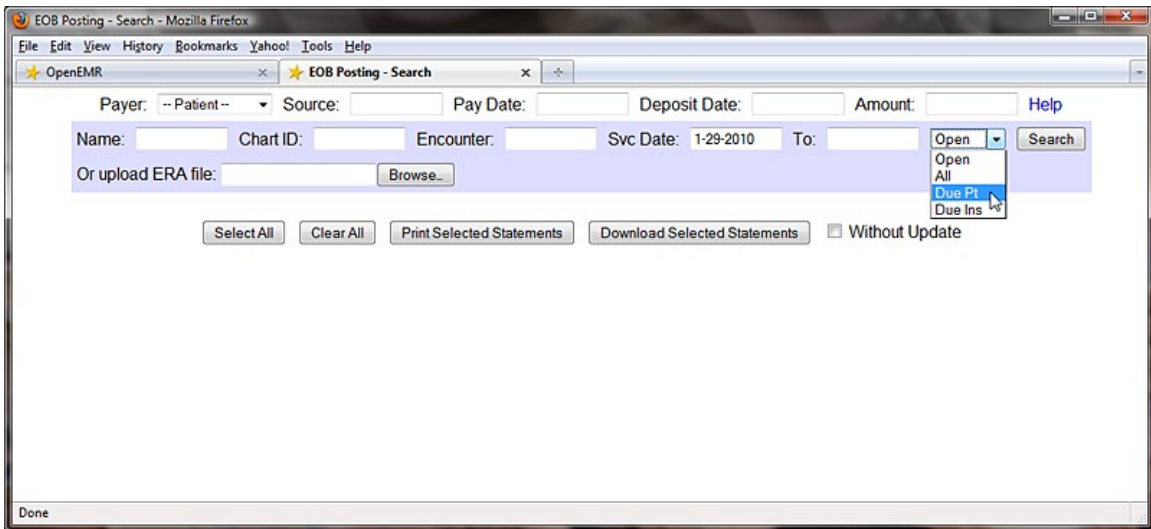 EOB Posting - Search - Mozilla Firefox
File Edit View History Bookmarks Yahoo! Tools Help
OpenEMR
EOB Posting - Search
Payer: -- Patient -- Source: Pay Date: Deposit Date: Amount: Help
Name: Chart ID: Encounter: Svc Date: 1-29-2010 To: Open Search
Open
All
Or upload ERA file: Browse...
Due Pt
Due Ins
Select All Clear All Print Selected Statements Download Selected Statements Without Update
Done